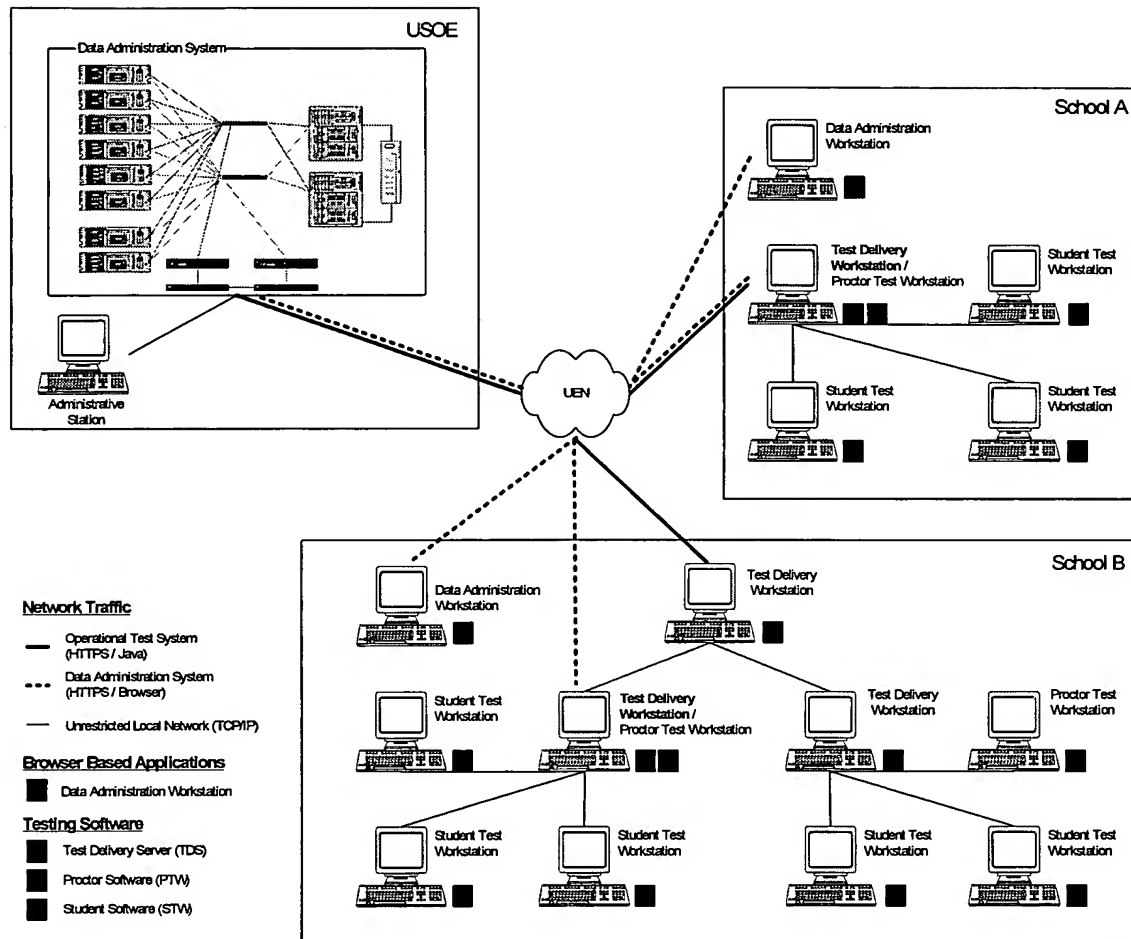 USOE
Data Administration System
Administrative
Station
UEN
School A
Data Administration
Workstation
Test Delivery
Workstation /
Proctor Test Workstation
Student Test
Workstation
Student Test
Workstation
Student Test
Workstation
School B
Data Administration
Workstation
Test Delivery
Workstation
Student Test
Workstation
Test Delivery
Workstation /
Proctor Test Workstation
Test Delivery
Workstation
Proctor Test
Workstation
Student Test
Workstation
Student Test
Workstation
Student Test
Workstation
Student Test
Workstation
Network Traffic
Operational Test System
(HTTPS / Java)
Data Administration System
(HTTPS / Browser)
Unrestricted Local Network (TCP/IP)
Browser Based Applications
Data Administration Workstation
Testing Software
Test Delivery Server (TDS)
Proctor Software (PTW)
Student Software (STW)